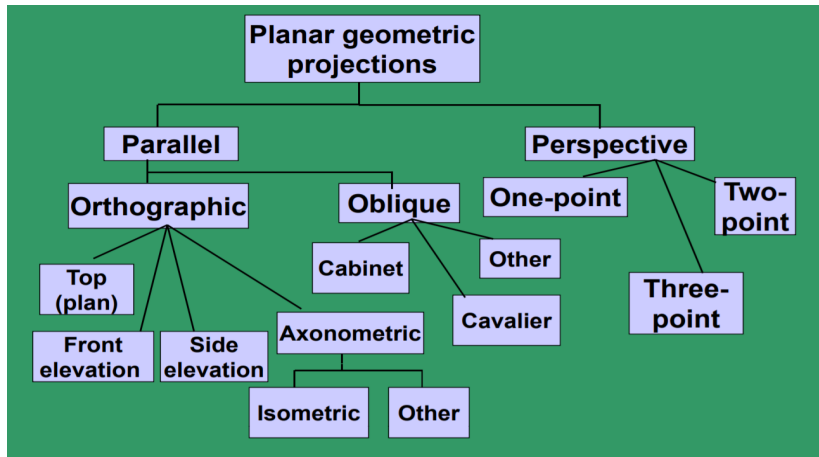 Planar geometric
projections
Parallel
Perspective
Orthographic
Oblique
One-point
Two-
point
Top
(plan)
Cabinet
Other
Three-
point
Front
elevation
Side
elevation
Axonometric
Cavalier
Isometric
Other